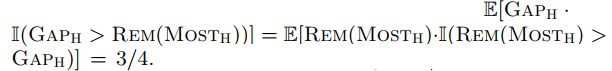 𝔼[GAP_H ·
𝕀(GAP_H > REM(MOST_H))] = 𝔼[REM(MOST_H)·𝕀(REM(MOST_H) >
GAP_H)] = 3/4.